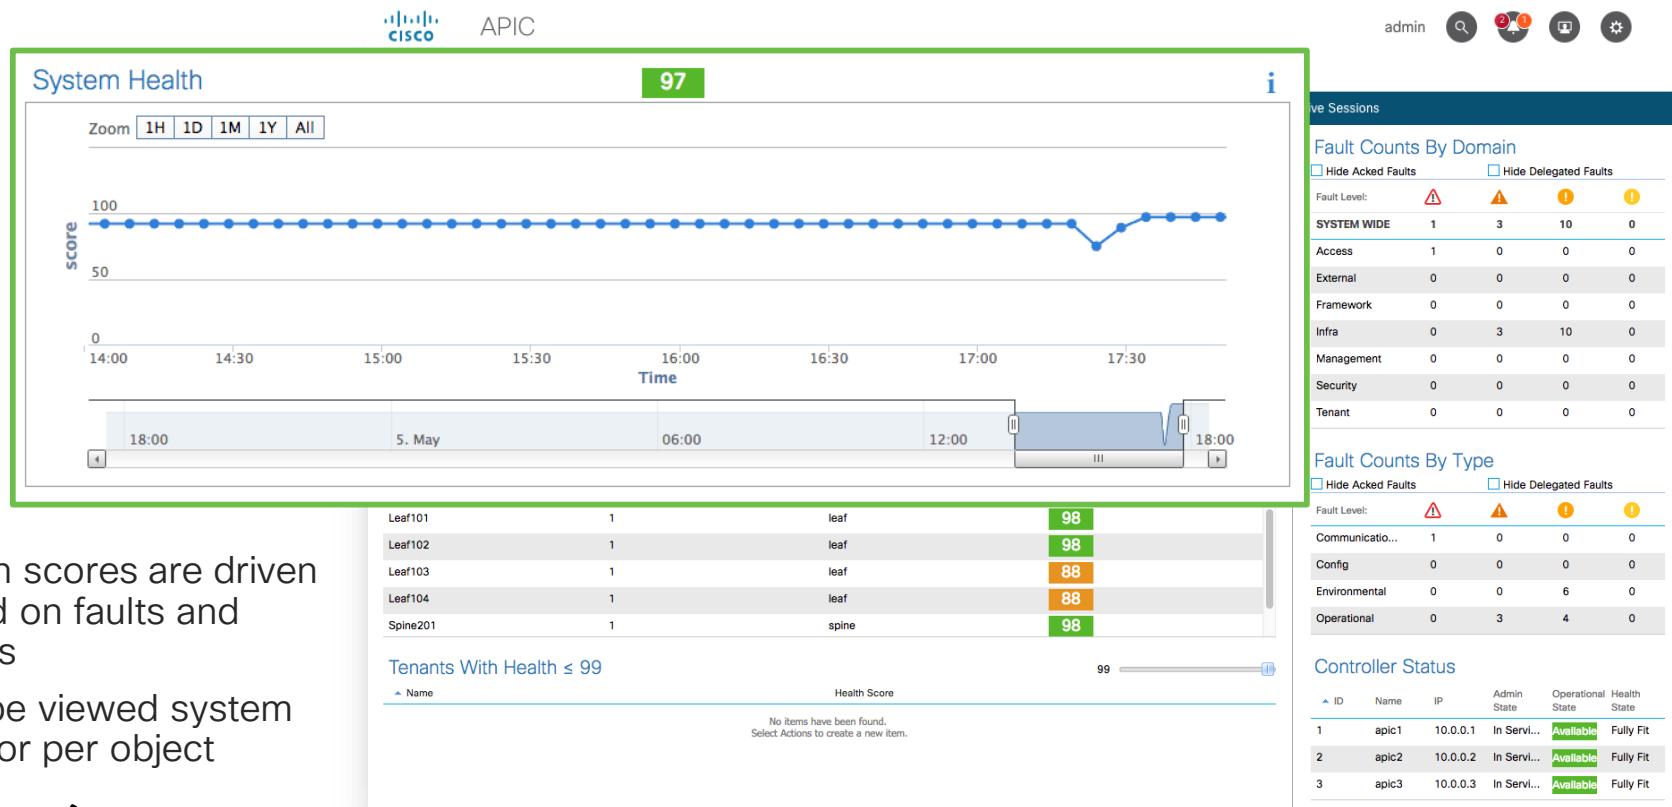 cisco APIC
admin
2 1
System Health 97 i
Zoom 1H 1D 1M 1Y All
100
50
0
score
14:00 14:30 15:00 15:30 16:00 16:30 17:00 17:30
Time
18:00 5. May 06:00 12:00 18:00
Leaf101 1 leaf 98
Leaf102 1 leaf 98
Leaf103 1 leaf 88
Leaf104 1 leaf 88
Spine201 1 spine 98
Tenants With Health ≤ 99 99
Name Health Score
No items have been found.
Select Actions to create a new item.
scores are driven
on faults and
be viewed system
or per object
ve Sessions
Fault Counts By Domain
Hide Acked Faults Hide Delegated Faults
Fault Level:
SYSTEM WIDE 1 3 10 0
Access 1 0 0 0
External 0 0 0 0
Framework 0 0 0 0
Infra 0 3 10 0
Management 0 0 0 0
Security 0 0 0 0
Tenant 0 0 0 0
Fault Counts By Type
Hide Acked Faults Hide Delegated Faults
Fault Level:
Communicatio... 1 0 0 0
Config 0 0 0 0
Environmental 0 0 6 0
Operational 0 3 4 0
Controller Status
ID Name IP Admin State Operational State Health State
1 apic1 10.0.0.1 In Servi... Available Fully Fit
2 apic2 10.0.0.2 In Servi... Available Fully Fit
3 apic3 10.0.0.3 In Servi... Available Fully Fit